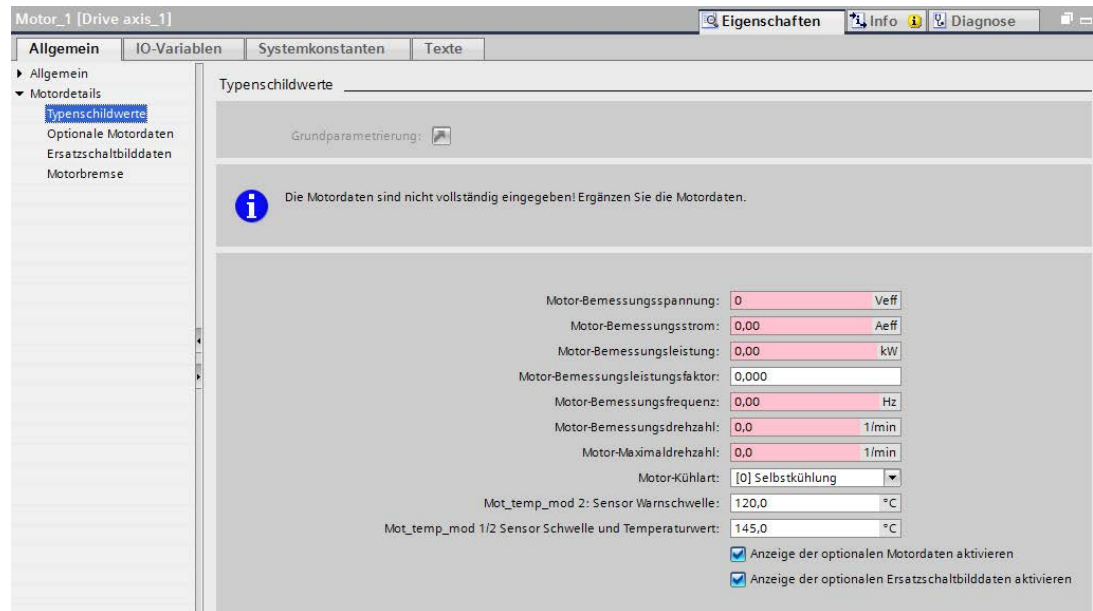 Motor_1 [Drive axis_1]
Eigenschaften
Info
Diagnose
Allgemein
IO-Variablen
Systemkonstanten
Texte
Allgemein
Motordetails
Typenschildwerte
Optionale Motordaten
Ersatzschaltbilddaten
Motorbremse
Typenschildwerte
Grundparametrierung:
Die Motordaten sind nicht vollständig eingegeben! Ergänzen Sie die Motordaten.
Motor-Bemessungsspannung: 0 Veff
Motor-Bemessungsstrom: 0,00 Aeff
Motor-Bemessungsleistung: 0,00 kW
Motor-Bemessungsleistungsfaktor: 0,000
Motor-Bemessungsfrequenz: 0,00 Hz
Motor-Bemessungsdrehzahl: 0,0 1/min
Motor-Maximaldrehzahl: 0,0 1/min
Motor-Kühlart: [0] Selbstkühlung
Mot_temp_mod 2: Sensor Warnschwelle: 120,0 °C
Mot_temp_mod 1/2 Sensor Schwelle und Temperaturwert: 145,0 °C
Anzeige der optionalen Motordaten aktivieren
Anzeige der optionalen Ersatzschaltbilddaten aktivieren